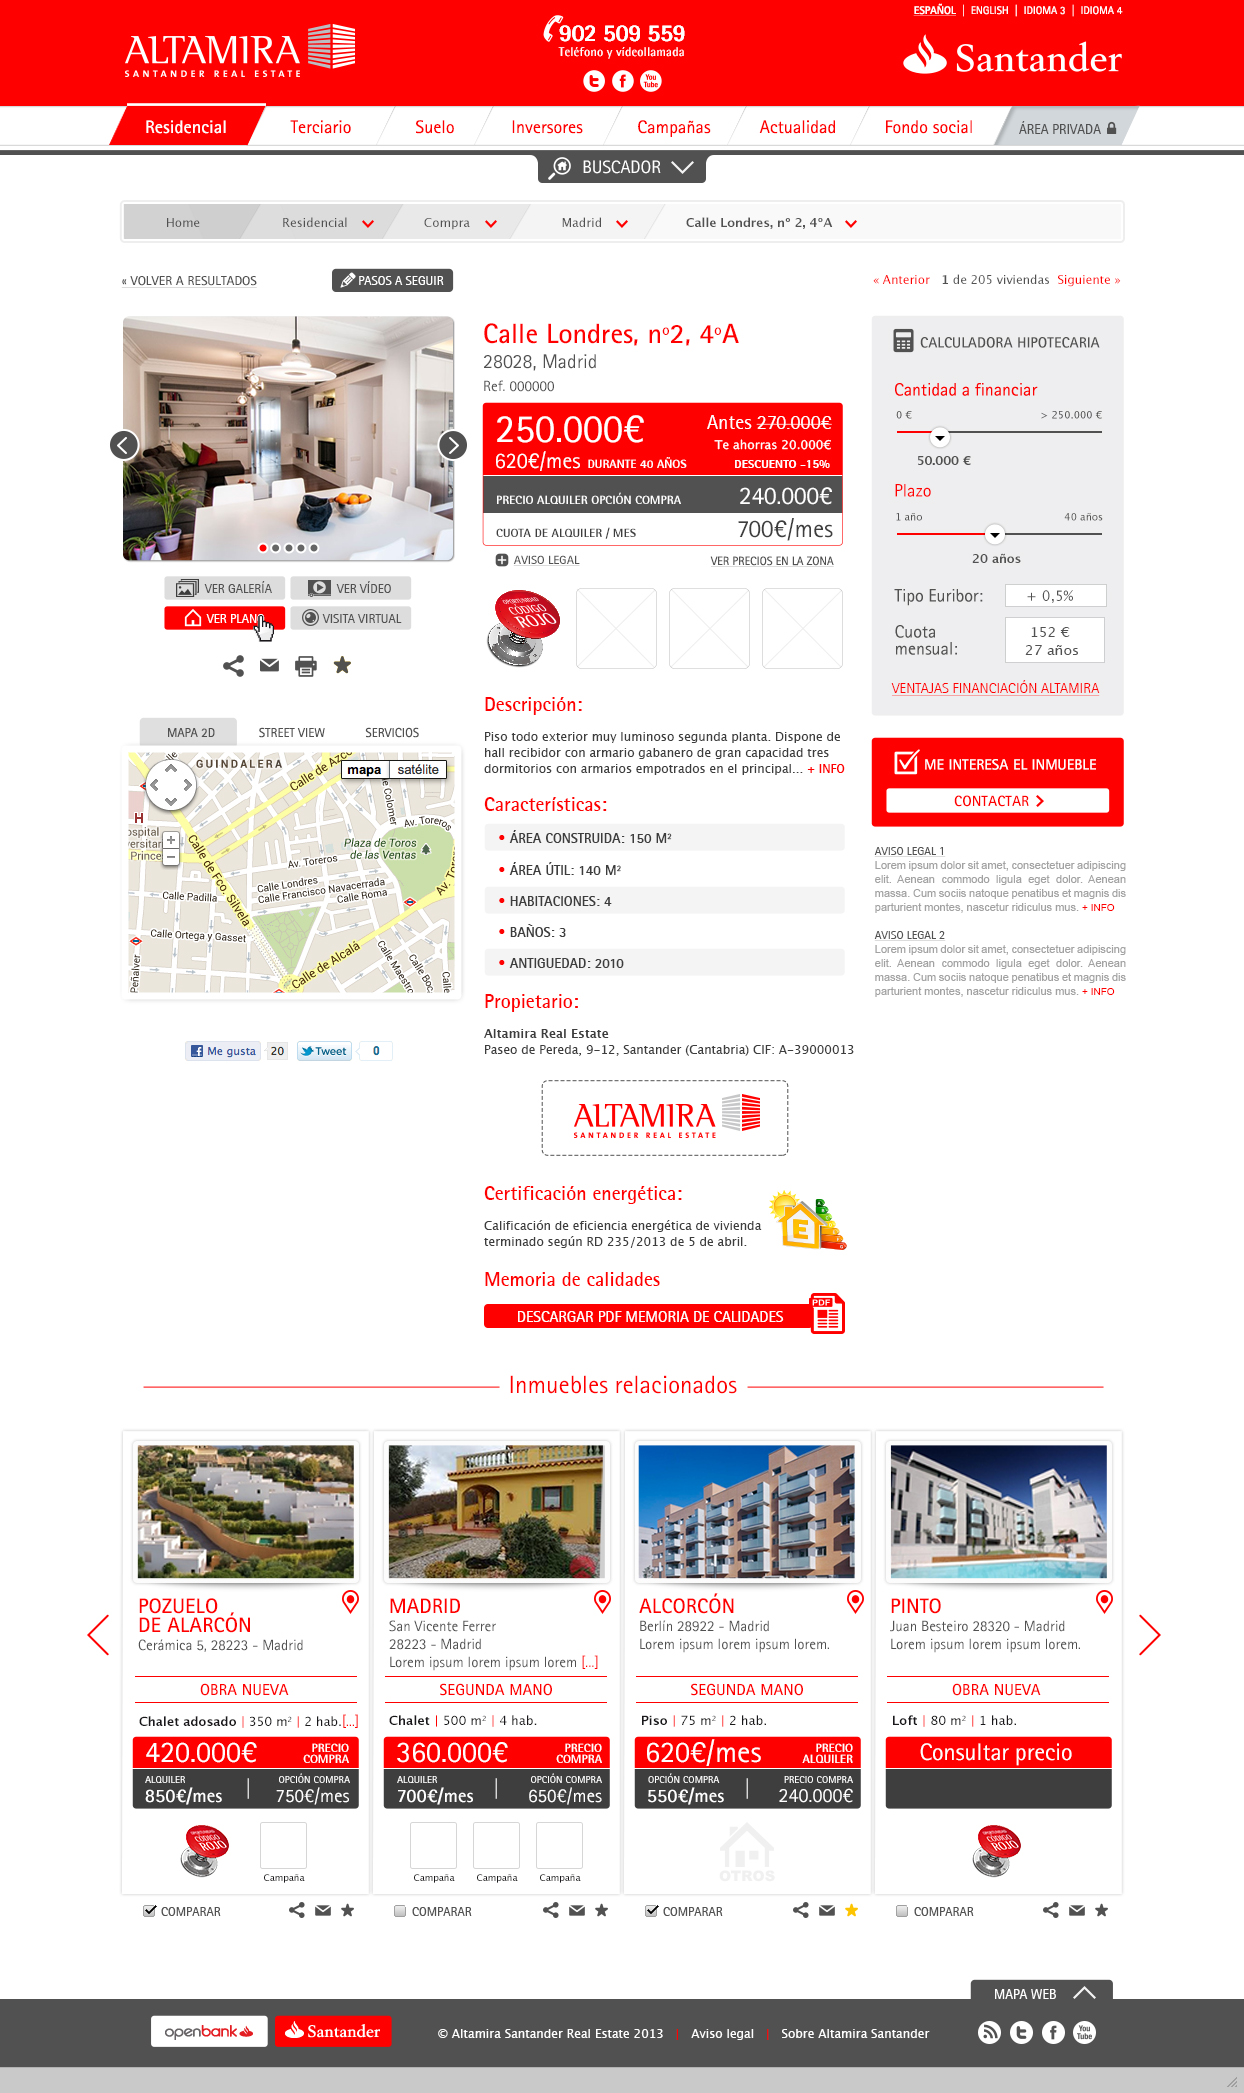 ESPAÑOL | ENGLISH | IDIOMA 3 | IDIOMA 4
ALTAMIRA
SANTANDER REAL ESTATE
902 509 559
Teléfono y vídeollamada
You Tube
Santander
Residencial
Terciario
Suelo
Inversores
Campañas
Actualidad
Fondo social
ÁREA PRIVADA
BUSCADOR
Home
Residencial
Compra
Madrid
Calle Londres, nº 2, 4ºA
« VOLVER A RESULTADOS
PASOS A SEGUIR
« Anterior 1 de 205 viviendas Siguiente »
VER GALERÍA
VER VÍDEO
VER PLANO
VISITA VIRTUAL
MAPA 2D
STREET VIEW
SERVICIOS
GUINDALERA
Calle de Azco
mapa
satélite
Calle de Colomer
Av. Toreros
H
ospital
versitar
Prince
+
−
Plaza de Toros
de las Ventas
Av. Toreros
Calle de Fco. Silvela
Calle Londres
Calle Francisco Navacerrada
Calle Roma
Av. To
Calle Padilla
Calle Ortega y Gasset
Calle de Alcalá
Calle Maestro
Calle Boc
Peñalver
Me gusta 20
Tweet 0
Calle Londres, nº2, 4ºA
28028, Madrid
Ref. 000000
250.000€
Antes 270.000€
Te ahorras 20.000€
620€/mes DURANTE 40 AÑOS
DESCUENTO -15%
PRECIO ALQUILER OPCIÓN COMPRA 240.000€
CUOTA DE ALQUILER / MES 700€/mes
AVISO LEGAL
VER PRECIOS EN LA ZONA
OPORTUNIDAD
CÓDIGO
ROJO
Descripción:
Piso todo exterior muy luminoso segunda planta. Dispone de
hall recibidor con armario gabanero de gran capacidad tres
dormitorios con armarios empotrados en el principal... + INFO
Características:
• ÁREA CONSTRUIDA: 150 M²
• ÁREA ÚTIL: 140 M²
• HABITACIONES: 4
• BAÑOS: 3
• ANTIGUEDAD: 2010
Propietario:
Altamira Real Estate
Paseo de Pereda, 9-12, Santander (Cantabria) CIF: A-39000013
ALTAMIRA
SANTANDER REAL ESTATE
Certificación energética:
Calificación de eficiencia energética de vivienda
terminado según RD 235/2013 de 5 de abril.
E
B
Memoria de calidades
DESCARGAR PDF MEMORIA DE CALIDADES
PDF
CALCULADORA HIPOTECARIA
Cantidad a financiar
0 €
> 250.000 €
50.000 €
Plazo
1 año
40 años
20 años
Tipo Euribor:
+ 0,5%
Cuota
mensual:
152 €
27 años
VENTAJAS FINANCIACIÓN ALTAMIRA
ME INTERESA EL INMUEBLE
CONTACTAR
AVISO LEGAL 1
Lorem ipsum dolor sit amet, consectetuer adipiscing
elit. Aenean commodo ligula eget dolor. Aenean
massa. Cum sociis natoque penatibus et magnis dis
parturient montes, nascetur ridiculus mus. + INFO
AVISO LEGAL 2
Lorem ipsum dolor sit amet, consectetuer adipiscing
elit. Aenean commodo ligula eget dolor. Aenean
massa. Cum sociis natoque penatibus et magnis dis
parturient montes, nascetur ridiculus mus. + INFO
Inmuebles relacionados
POZUELO
DE ALARCÓN
Cerámica 5, 28223 - Madrid
OBRA NUEVA
Chalet adosado | 350 m² | 2 hab.[...]
420.000€
PRECIO
COMPRA
ALQUILER
850€/mes
OPCIÓN COMPRA
750€/mes
CÓDIGO
ROJO
Campaña
COMPARAR
MADRID
San Vicente Ferrer
28223 - Madrid
Lorem ipsum lorem ipsum lorem [...]
SEGUNDA MANO
Chalet | 500 m² | 4 hab.
360.000€
PRECIO
COMPRA
ALQUILER
700€/mes
OPCIÓN COMPRA
650€/mes
Campaña
Campaña
Campaña
COMPARAR
ALCORCÓN
Berlín 28922 - Madrid
Lorem ipsum lorem ipsum lorem.
SEGUNDA MANO
Piso | 75 m² | 2 hab.
620€/mes
PRECIO
ALQUILER
OPCIÓN COMPRA
550€/mes
PRECIO COMPRA
240.000€
OTROS
COMPARAR
PINTO
Juan Besteiro 28320 - Madrid
Lorem ipsum lorem ipsum lorem.
OBRA NUEVA
Loft | 80 m² | 1 hab.
Consultar precio
CÓDIGO
ROJO
COMPARAR
MAPA WEB
openbank
Santander
© Altamira Santander Real Estate 2013
Aviso legal
Sobre Altamira Santander
You Tube